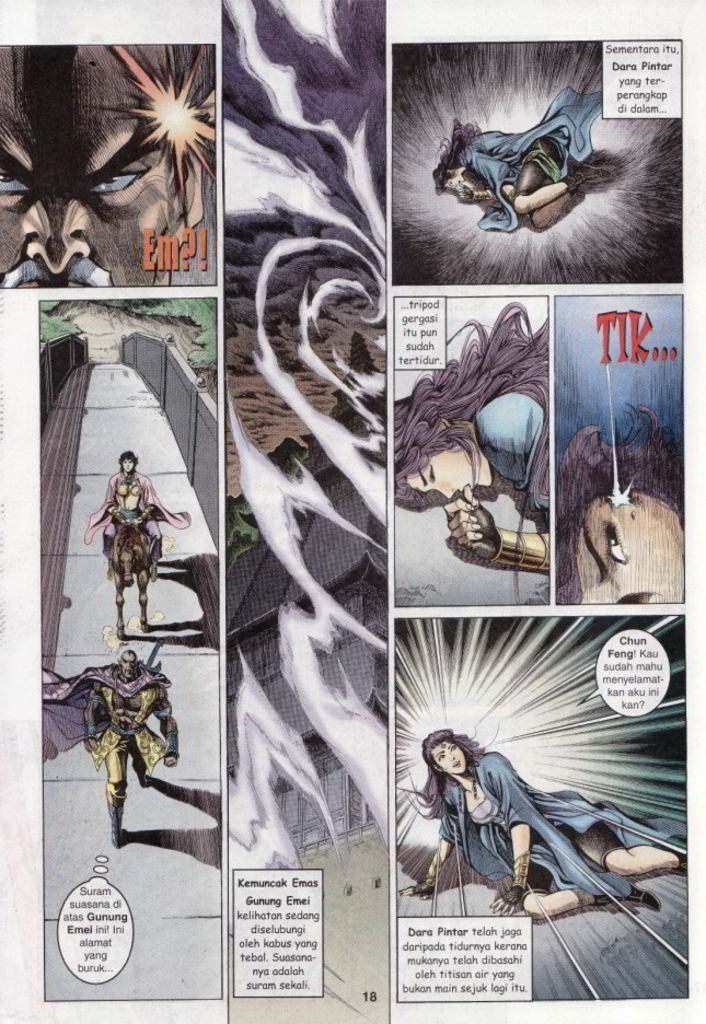 Em?!
Suram
suasana di
atas Gunung
Emei ini! Ini
alamat
yang
buruk...
Kemuncak Emas
Gunung Emei
kelihatan sedang
diselubungi
oleh kabus yang
tebal. Suasana-
nya adalah
suram sekali.
Sementara itu,
Dara Pintar
yang ter-
perangkap
di dalam...
...tripod
gergasi
itu pun
sudah
tertidur.
TIK...
Chun
Feng! Kau
sudah mahu
menyelamat-
kan aku ini
kan?
Dara Pintar telah jaga
daripada tidurnya kerana
mukanya telah dibasahi
oleh titisan air yang
bukan main sejuk lagi itu.
18